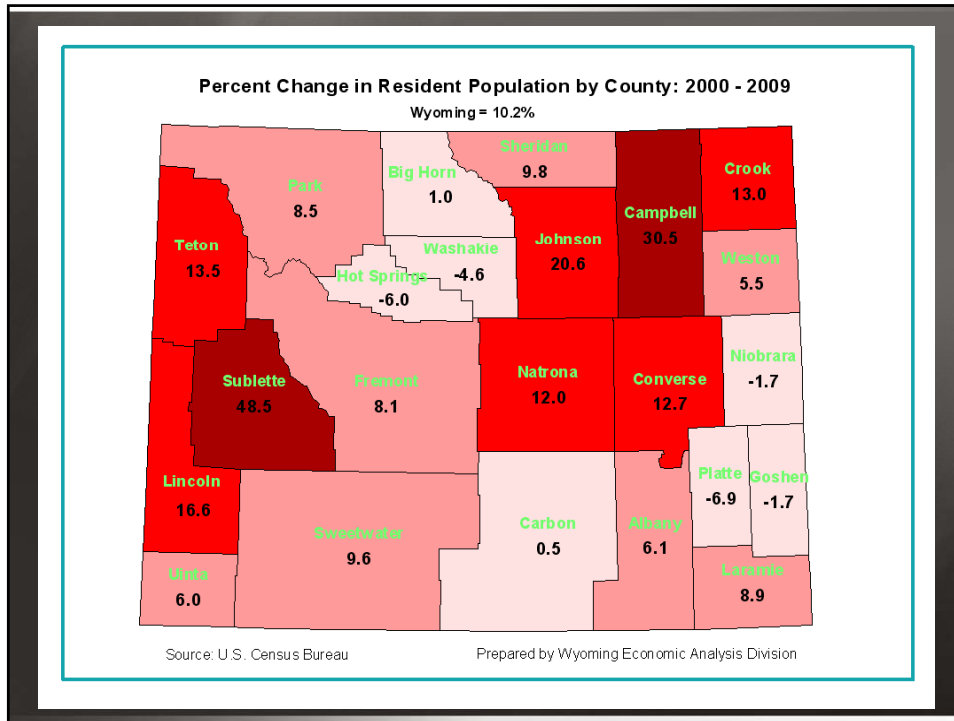 Percent Change in Resident Population by County: 2000 - 2009
Wyoming = 10.2%
Sheridan
9.8
Big Horn
1.0
Park
8.5
Crook
13.0
Campbell
30.5
Teton
13.5
Johnson
20.6
Washakie
-4.6
Weston
5.5
Hot Springs
-6.0
Niobrara
-1.7
Sublette
48.5
Fremont
8.1
Natrona
12.0
Converse
12.7
Lincoln
16.6
Platte
-6.9
Goshen
-1.7
Sweetwater
9.6
Carbon
0.5
Albany
6.1
Uinta
6.0
Laramie
8.9
Source: U.S. Census Bureau
Prepared by Wyoming Economic Analysis Division